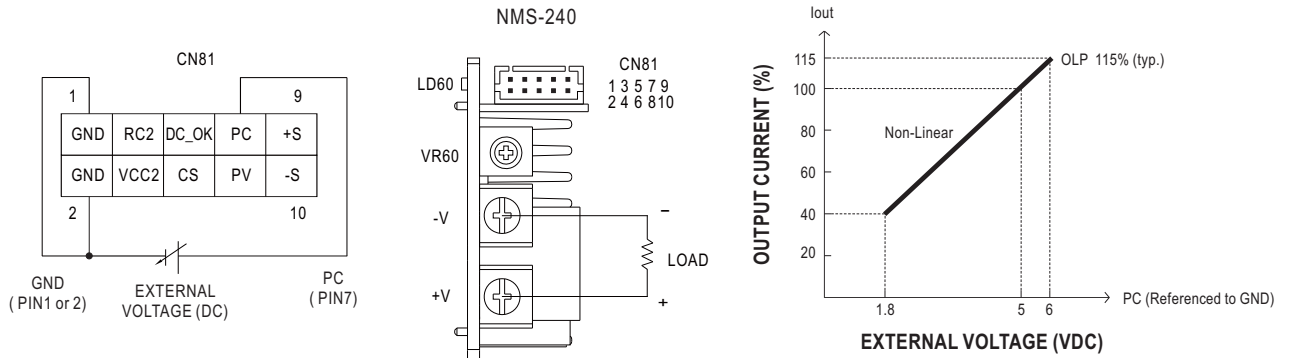 NMS-240
CN81
1 9
GND RC2 DC_OK PC +S
GND VCC2 CS PV -S
2 10
GND
( PIN1 or 2)
EXTERNAL
VOLTAGE (DC)
PC
( PIN7)
LD60
CN81
1 3 5 7 9
2 4 6 8 10
VR60
-V
+V
−
LOAD
+
Iout
OUTPUT CURRENT (%)
115
100
80
60
40
20
OLP 115% (typ.)
Non-Linear
1.8 5 6
PC (Referenced to GND)
EXTERNAL VOLTAGE (VDC)